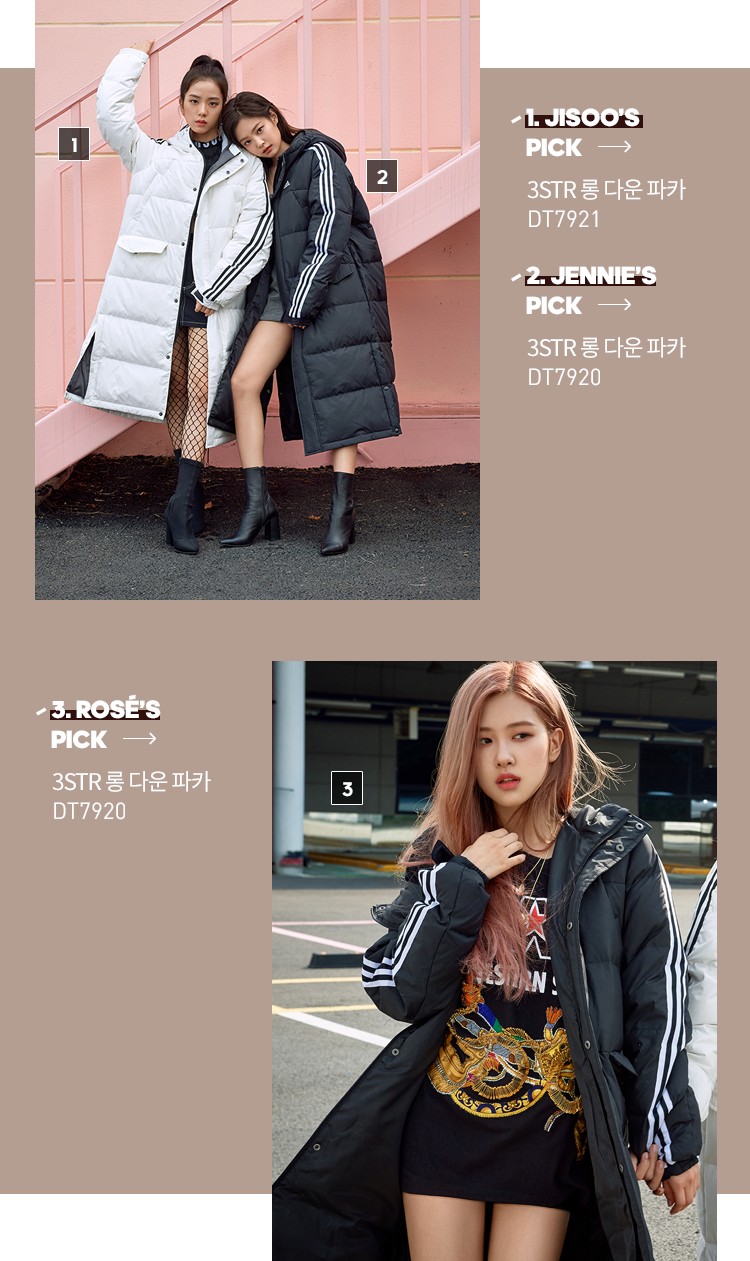 1
2
adidas
1. JISOO'S
PICK →
3STR 롱 다운 파카
DT7921
2. JENNIE'S
PICK →
3STR 롱 다운 파카
DT7920
3. ROSÉ'S
PICK →
3STR 롱 다운 파카
DT7920
3